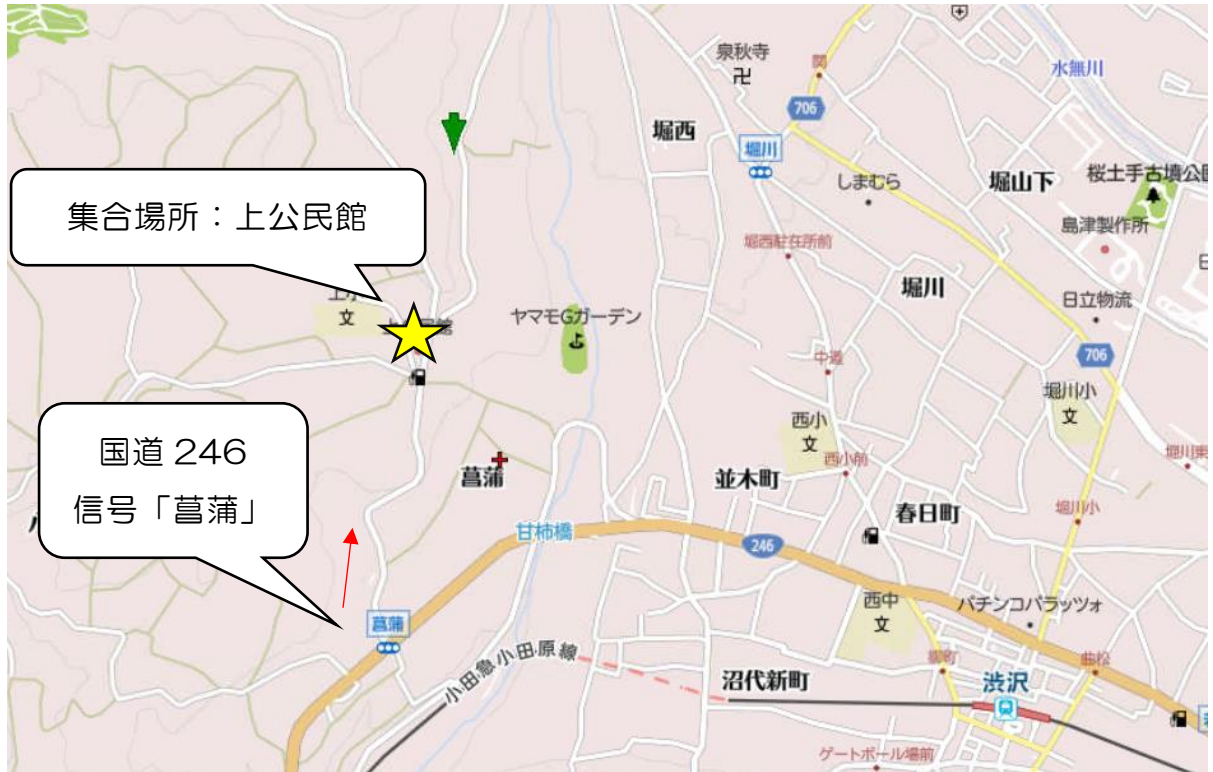 泉秋寺
関
水無川
706
堀西
堀川
しまむら
堀山下
桜土手古墳公
島津製作所
集合場所：上公民館
堀西駐在所前
堀川
日立物流
ヤマモGガーデン
中道
706
堀川小
西小
国道 246
信号「菖蒲」
菖蒲
西小前
並木町
堀川東
春日町
堀川小
甘柿橋
246
西中
パチンコパラッツォ
菖蒲
小田急小田原線
沼代新町
曲松
渋沢
ゲートボール場前